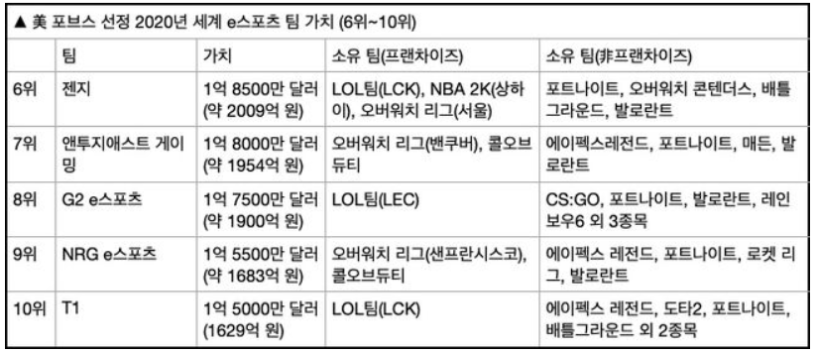 ▲ 美 포브스 선정 2020년 세계 e스포츠 팀 가치 (6위~10위)
팀 가치 소유 팀(프랜차이즈) 소유 팀(非프랜차이즈)
6위 젠지 1억 8500만 달러 LOL팀(LCK), NBA 2K(상하 포트나이트, 오버워치 콘텐더스, 배틀
(약 2009억 원) 이), 오버워치 리그(서울) 그라운드, 발로란트
7위 앤투지애스트 게이 1억 8000만 달러 오버워치 리그(밴쿠버), 콜오브 에이펙스레전드, 포트나이트, 매든, 발
밍 (약 1954억 원) 듀티 로란트
8위 G2 e스포츠 1억 7500만 달러 LOL팀(LEC) CS:GO, 포트나이트, 발로란트, 레인
(약 1900억 원) 보우6 외 3종목
9위 NRG e스포츠 1억 5500만 달러 오버워치 리그(샌프란시스코), 에이펙스 레전드, 포트나이트, 로켓 리
(약 1683억 원) 콜오브듀티 그, 발로란트
10위 T1 1억 5000만 달러 LOL팀(LCK) 에이펙스 레전드, 도타2, 포트나이트,
(1629억 원) 배틀그라운드 외 2종목